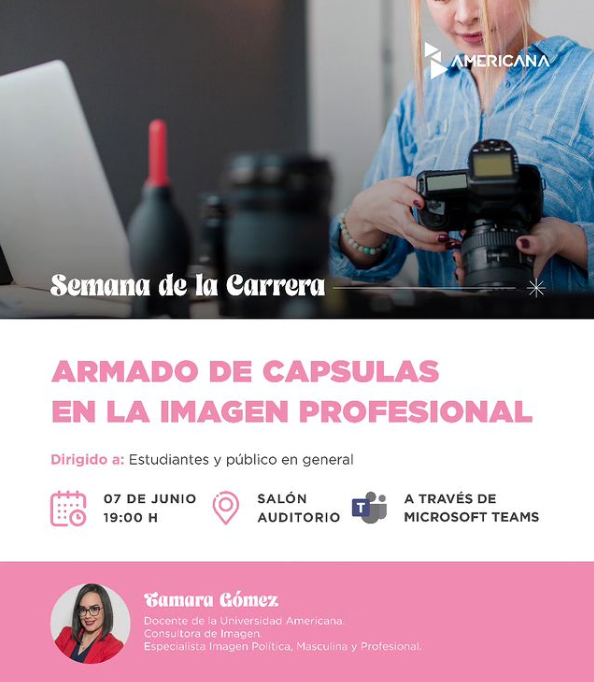 AMERICANA
Semana de la Carrera
ARMADO DE CAPSULAS
EN LA IMAGEN PROFESIONAL
Dirigido a: Estudiantes y público en general
07 DE JUNIO
19:00 H
SALÓN
AUDITORIO
T
A TRAVÉS DE
MICROSOFT TEAMS
Tamara Gómez
Docente de la Universidad Americana.
Consultora de Imagen.
Especialista Imagen Política, Masculina y Profesional.